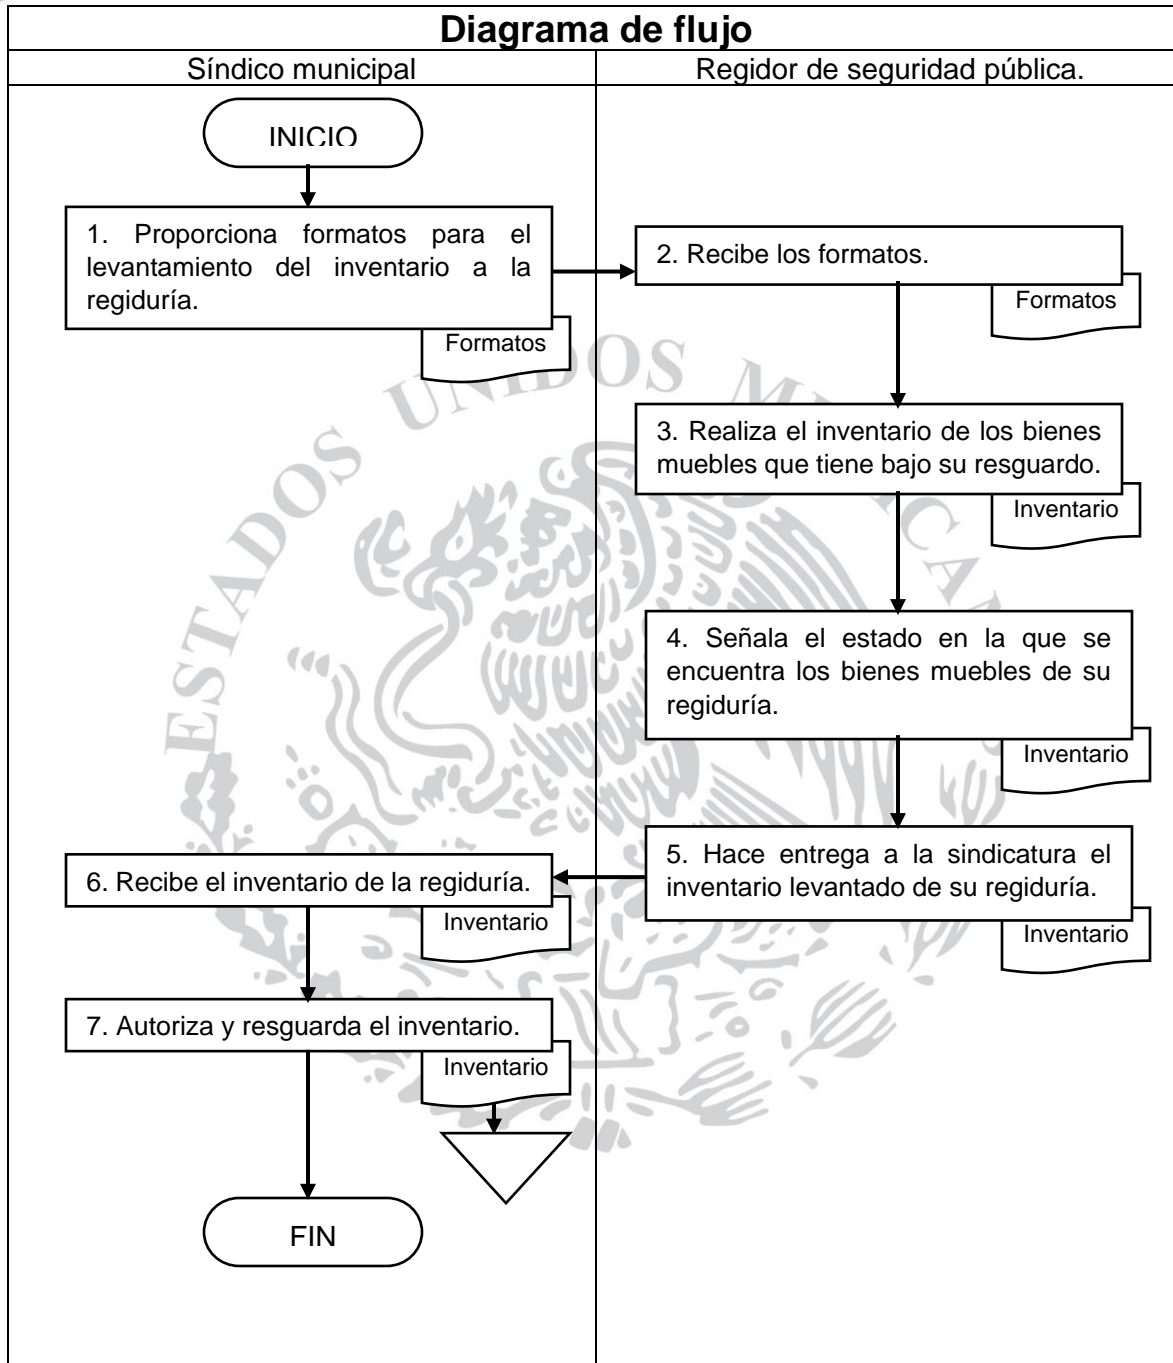 Diagrama de flujo
Síndico municipal
Regidor de seguridad pública.
INICIO
1. Proporciona formatos para el
levantamiento del inventario a la
regiduría.
Formatos
2. Recibe los formatos.
Formatos
3. Realiza el inventario de los bienes
muebles que tiene bajo su resguardo.
Inventario
4. Señala el estado en la que se
encuentra los bienes muebles de su
regiduría.
Inventario
5. Hace entrega a la sindicatura el
inventario levantado de su regiduría.
Inventario
6. Recibe el inventario de la regiduría.
Inventario
7. Autoriza y resguarda el inventario.
Inventario
FIN
ESTADOS UNIDOS